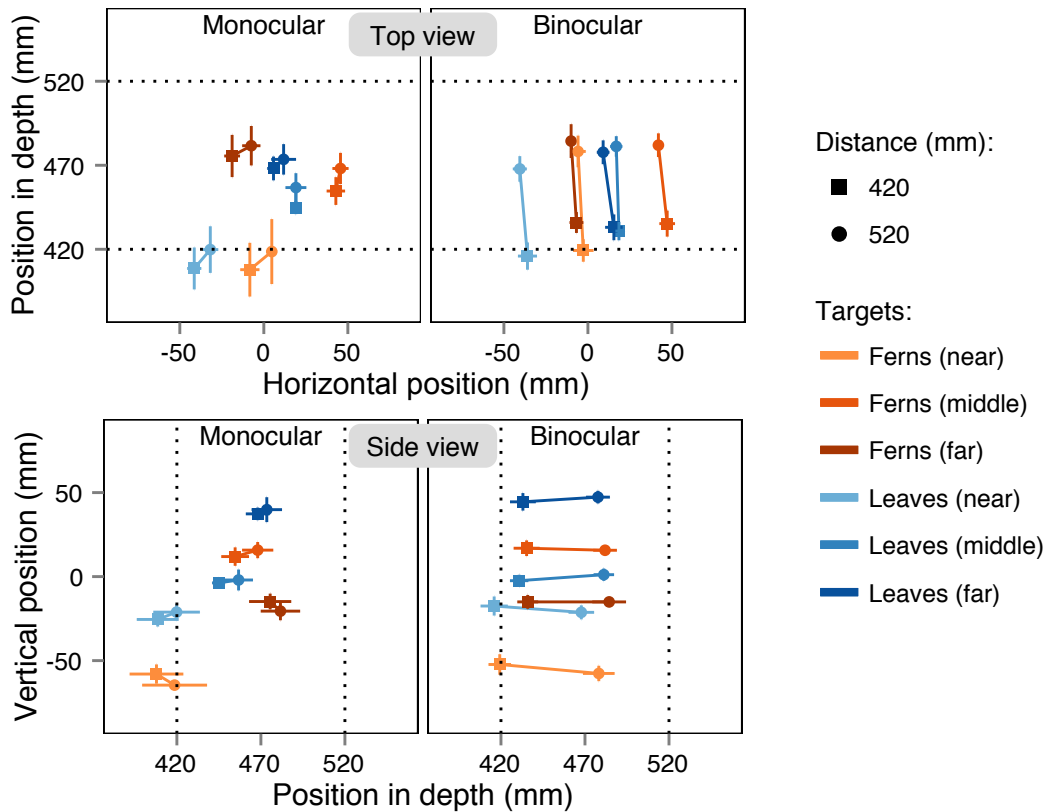 Monocular
Top view
Binocular
Position in depth (mm)
520
470
420
-50
0
50
-50
0
50
Horizontal position (mm)
Distance (mm):
420
520
Targets:
Ferns (near)
Ferns (middle)
Ferns (far)
Leaves (near)
Leaves (middle)
Leaves (far)
Monocular
Side view
Binocular
Vertical position (mm)
50
0
-50
420
470
520
420
470
520
Position in depth (mm)